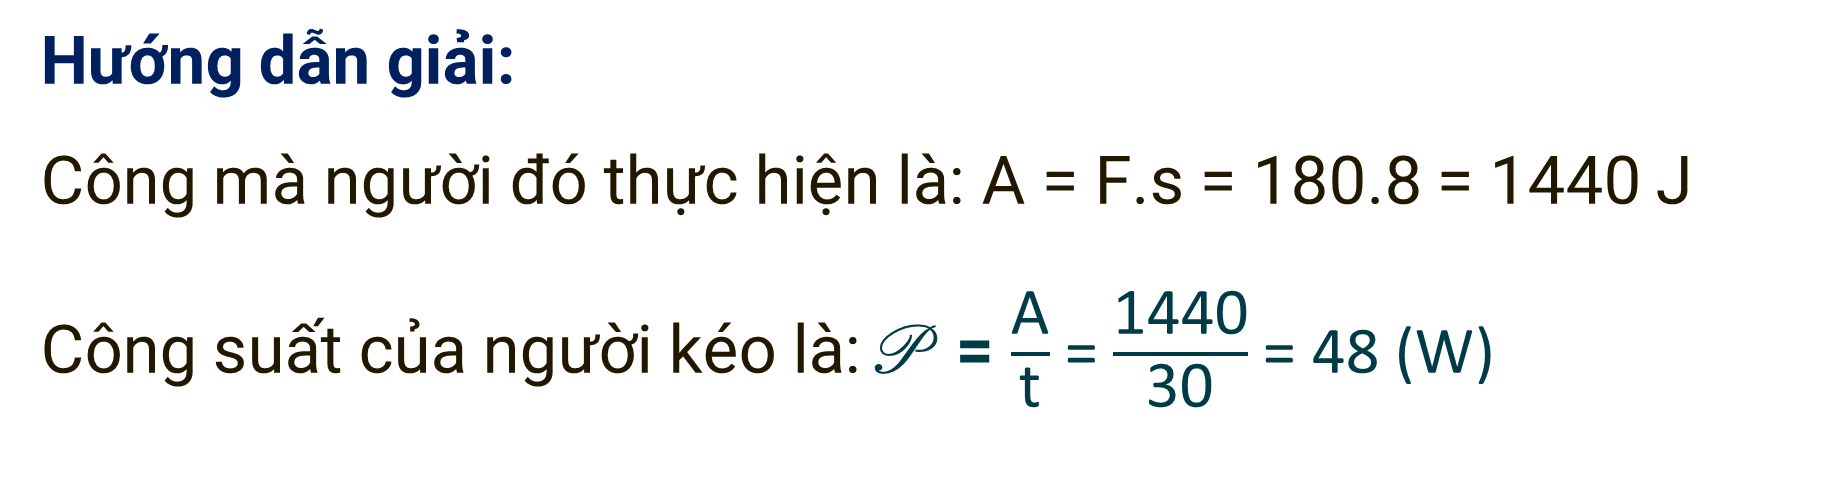 Hướng dẫn giải:
Công mà người đó thực hiện là: A = F.s = 180.8 = 1440 J
Công suất của người kéo là: 𝒫 = A/t = 1440/30 = 48 (W)